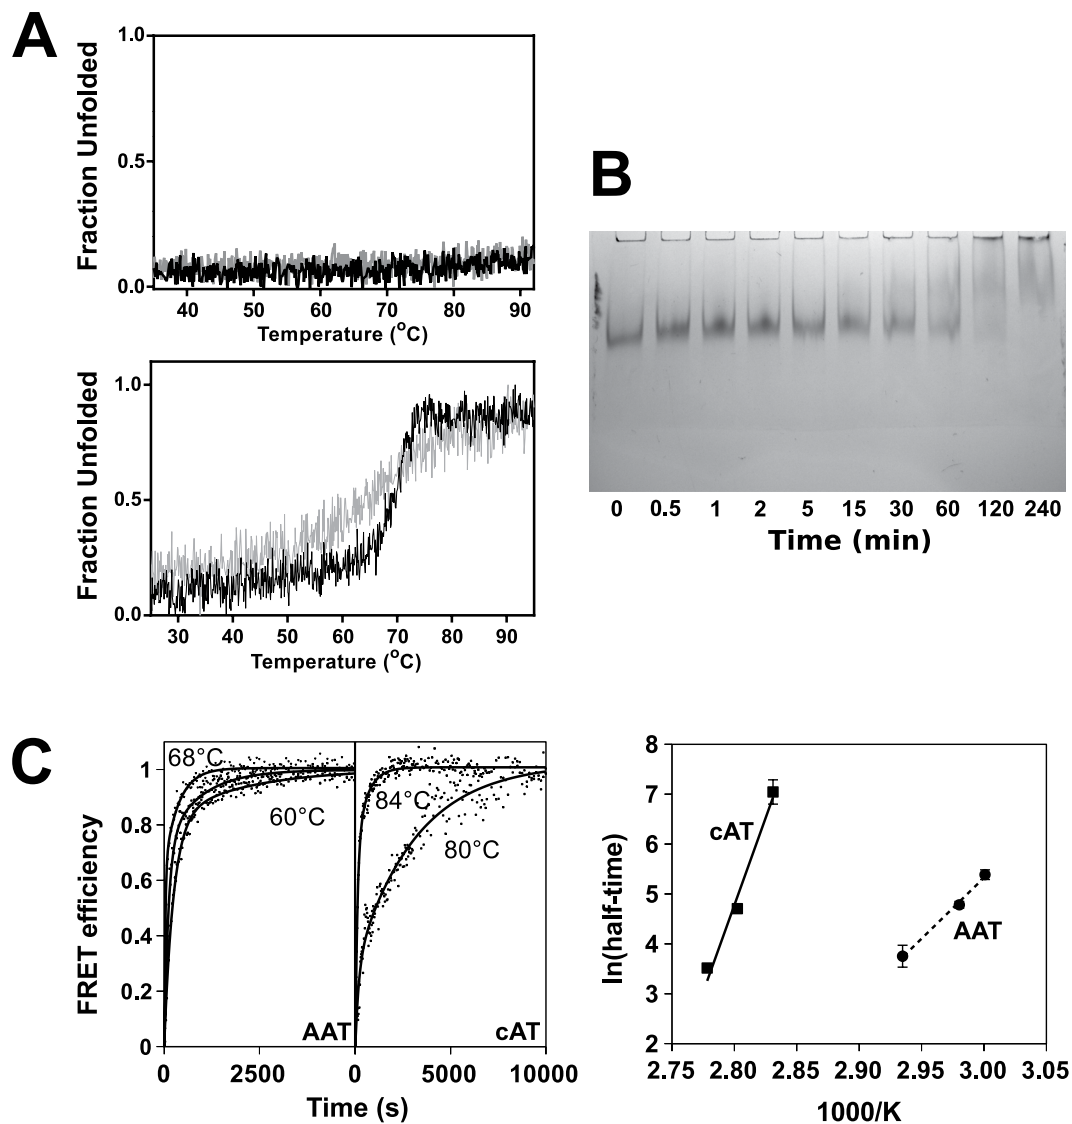 A
Fraction Unfolded
1.0
0.5
0.0
40 50 60 70 80 90
Temperature (°C)
B
0 0.5 1 2 5 15 30 60 120 240
Time (min)
Fraction Unfolded
1.0
0.5
0.0
30 40 50 60 70 80 90
Temperature (°C)
C
FRET efficiency
1
0.8
0.6
0.4
0.2
0
68°C
60°C
84°C
80°C
AAT
cAT
0 2500 0 5000 10000
Time (s)
ln(half-time)
8
7
6
5
4
3
2
cAT
AAT
2.75 2.80 2.85 2.90 2.95 3.00 3.05
1000/K